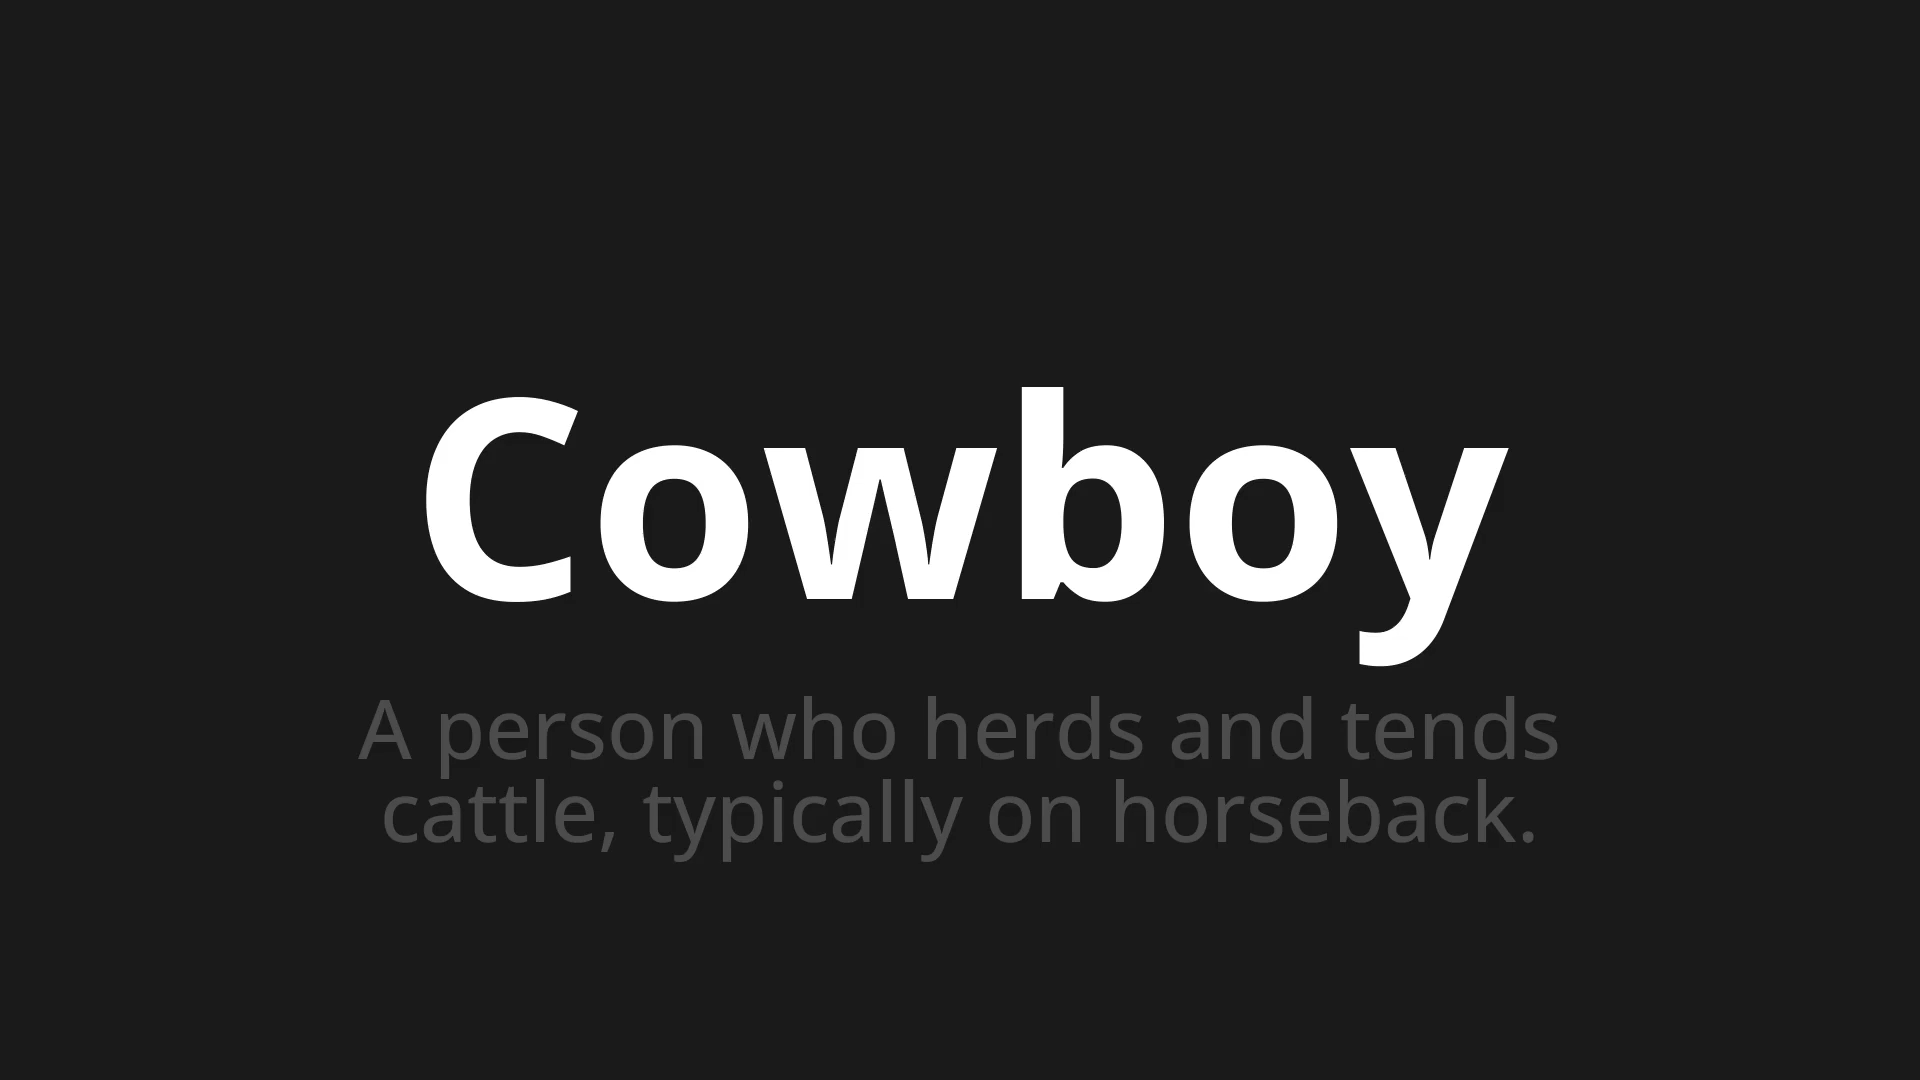 Cowboy
A person who herds and tends
cattle, typically on horseback.